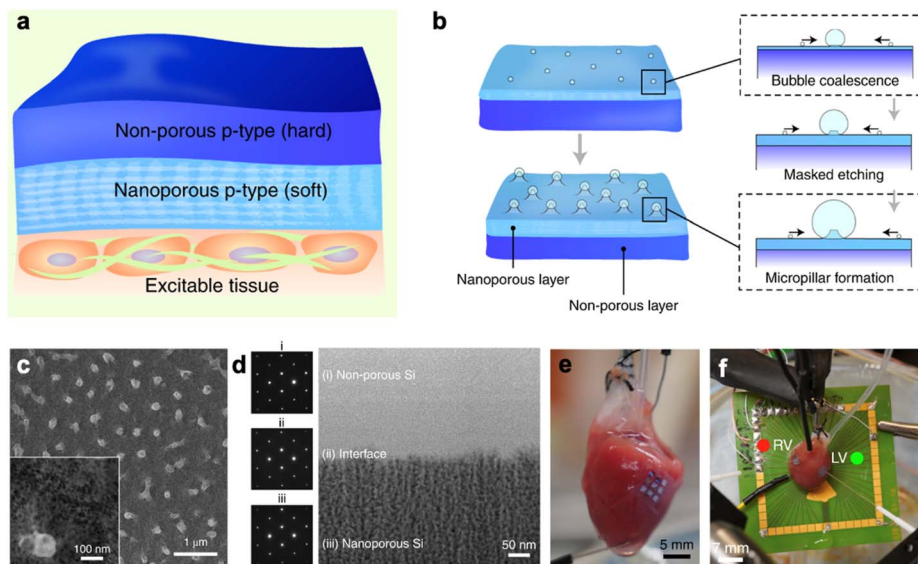 a
Non-porous p-type (hard)
Nanoporous p-type (soft)
Excitable tissue
b
Bubble coalescence
Masked etching
Micropillar formation
Nanoporous layer
Non-porous layer
c
100 nm
1 μm
d
i
ii
iii
(i) Non-porous Si
(ii) Interface
(iii) Nanoporous Si
50 nm
e
5 mm
f
RV
LV
7 mm